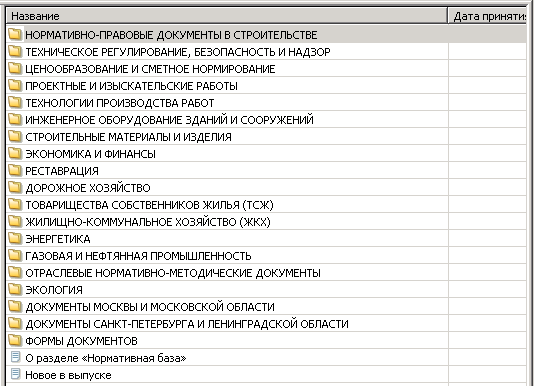 Название Дата принятия
НОРМАТИВНО-ПРАВОВЫЕ ДОКУМЕНТЫ В СТРОИТЕЛЬСТВЕ
ТЕХНИЧЕСКОЕ РЕГУЛИРОВАНИЕ, БЕЗОПАСНОСТЬ И НАДЗОР
ЦЕНООБРАЗОВАНИЕ И СМЕТНОЕ НОРМИРОВАНИЕ
ПРОЕКТНЫЕ И ИЗЫСКАТЕЛЬСКИЕ РАБОТЫ
ТЕХНОЛОГИИ ПРОИЗВОДСТВА РАБОТ
ИНЖЕНЕРНОЕ ОБОРУДОВАНИЕ ЗДАНИЙ И СООРУЖЕНИЙ
СТРОИТЕЛЬНЫЕ МАТЕРИАЛЫ И ИЗДЕЛИЯ
ЭКОНОМИКА И ФИНАНСЫ
РЕСТАВРАЦИЯ
ДОРОЖНОЕ ХОЗЯЙСТВО
ТОВАРИЩЕСТВА СОБСТВЕННИКОВ ЖИЛЬЯ (ТСЖ)
ЖИЛИЩНО-КОММУНАЛЬНОЕ ХОЗЯЙСТВО (ЖКХ)
ЭНЕРГЕТИКА
ГАЗОВАЯ И НЕФТЯННАЯ ПРОМЫШЛЕННОСТЬ
ОТРАСЛЕВЫЕ НОРМАТИВНО-МЕТОДИЧЕСКИЕ ДОКУМЕНТЫ
ЭКОЛОГИЯ
ДОКУМЕНТЫ МОСКВЫ И МОСКОВСКОЙ ОБЛАСТИ
ДОКУМЕНТЫ САНКТ-ПЕТЕРБУРГА И ЛЕНИНГРАДСКОЙ ОБЛАСТИ
ФОРМЫ ДОКУМЕНТОВ
О разделе «Нормативная база»
Новое в выпуске